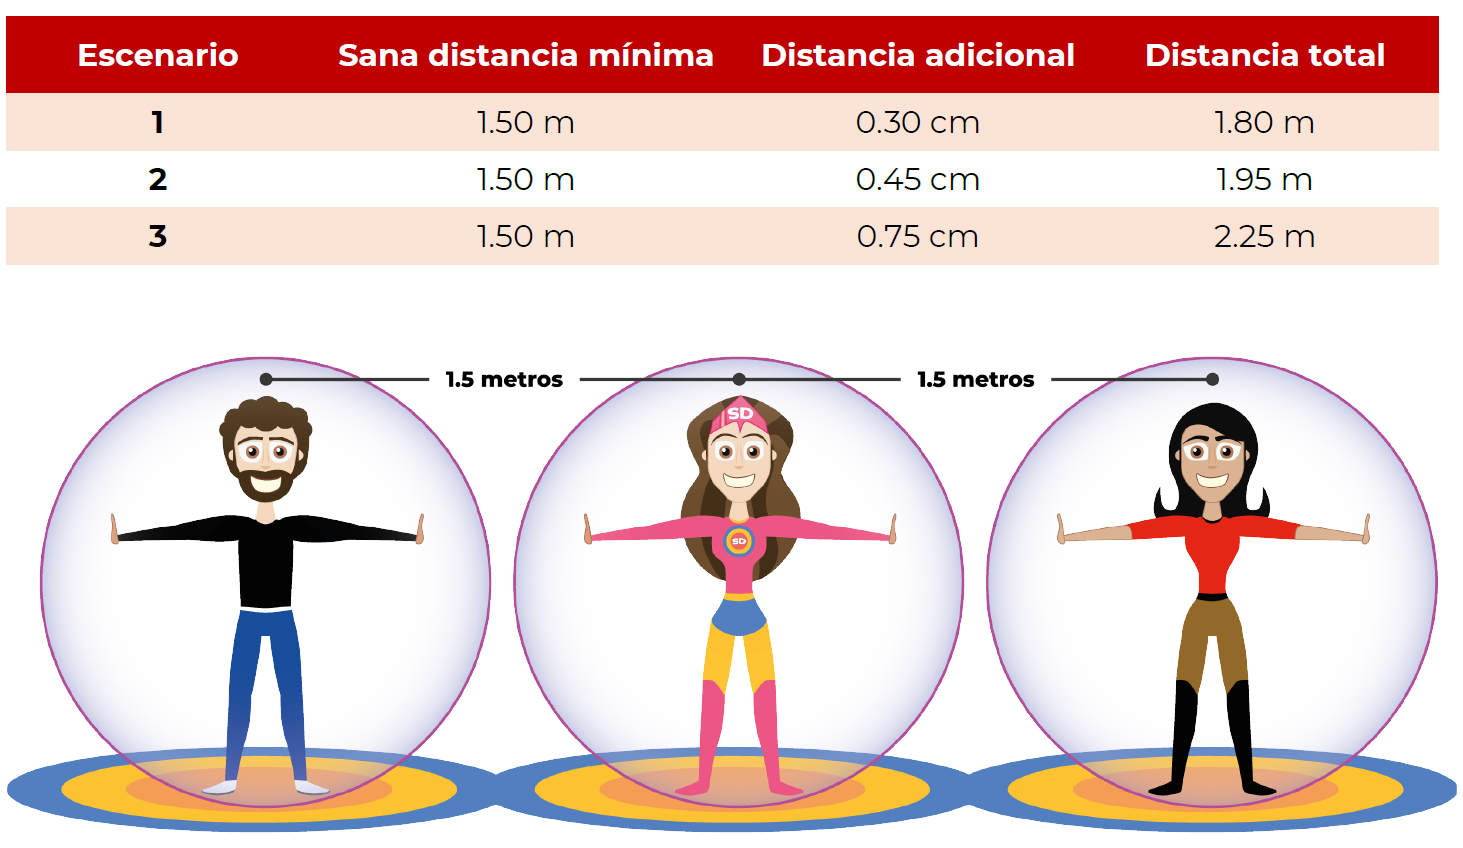 Escenario Sana distancia mínima Distancia adicional Distancia total
1 1.50 m 0.30 cm 1.80 m
2 1.50 m 0.45 cm 1.95 m
3 1.50 m 0.75 cm 2.25 m
1.5 metros 1.5 metros
SD
SD